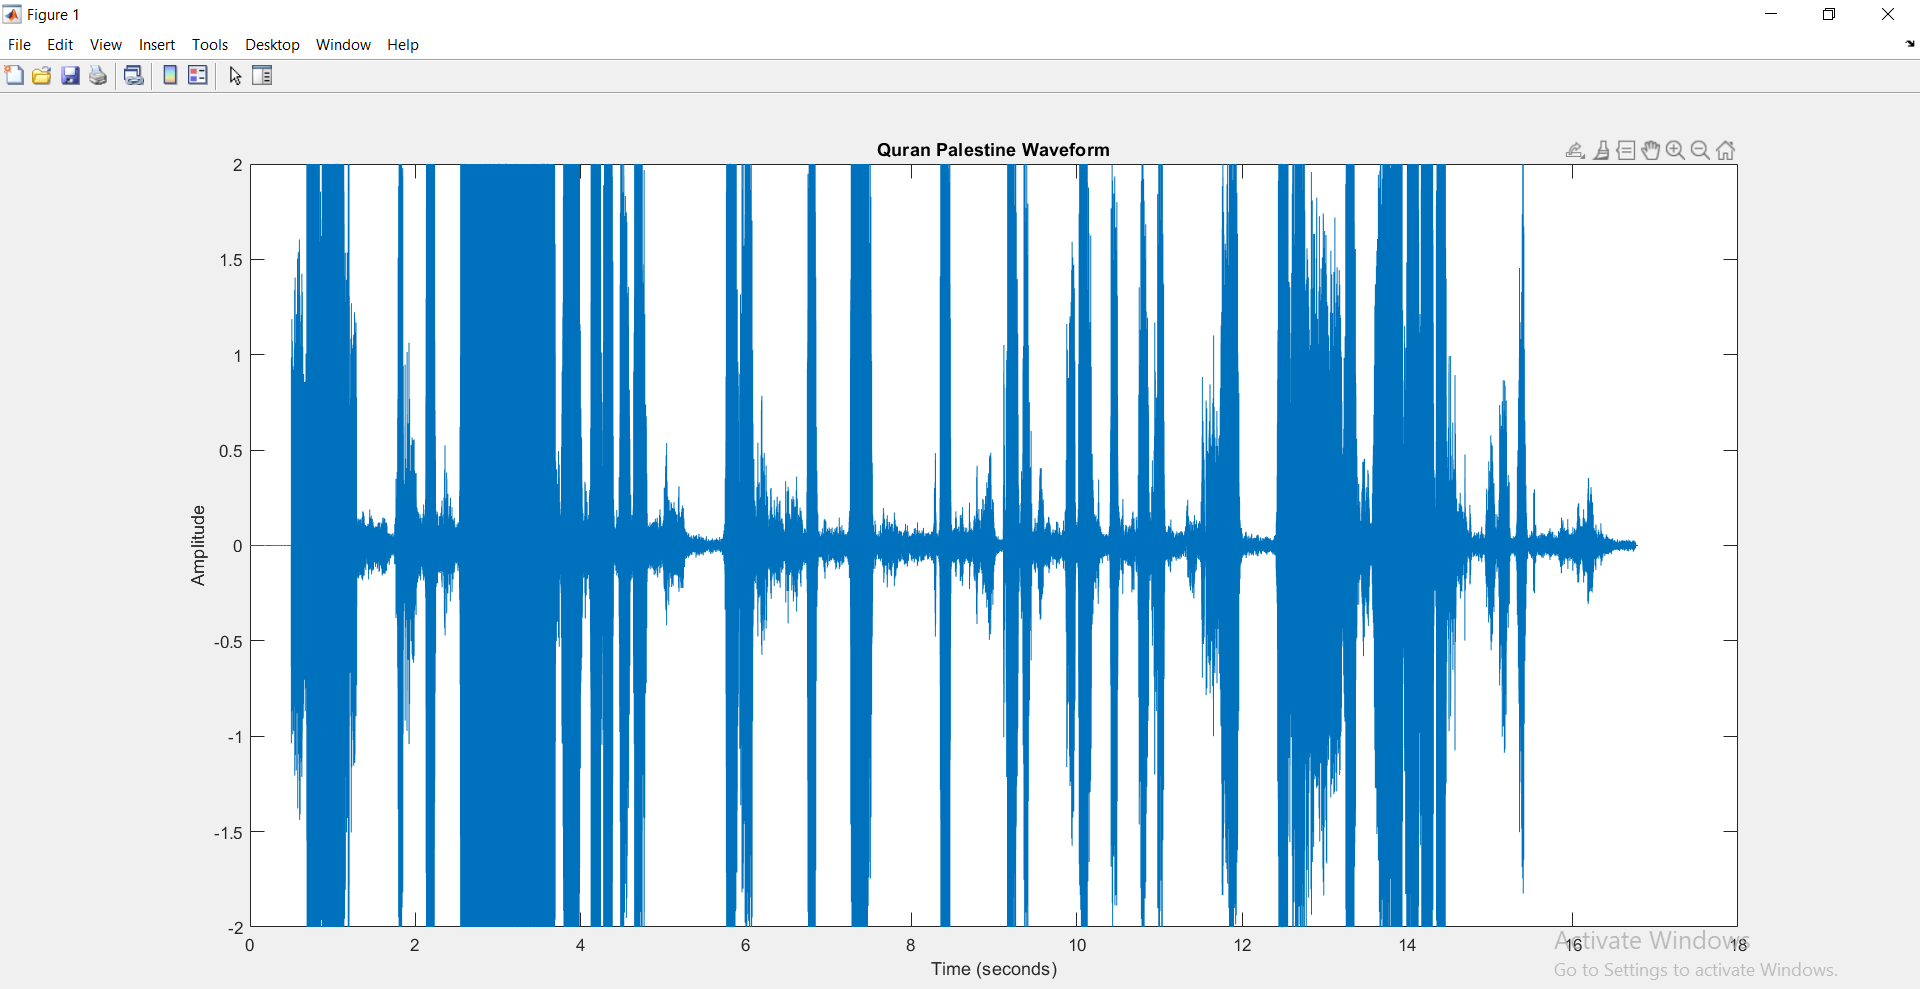 Figure 1
File Edit View Insert Tools Desktop Window Help
Quran Palestine Waveform
2
1.5
1
0.5
0
-0.5
-1
-1.5
-2
Amplitude
0 2 4 6 8 10 12 14 16 18
Time (seconds)
Activate Windows
Go to Settings to activate Windows.